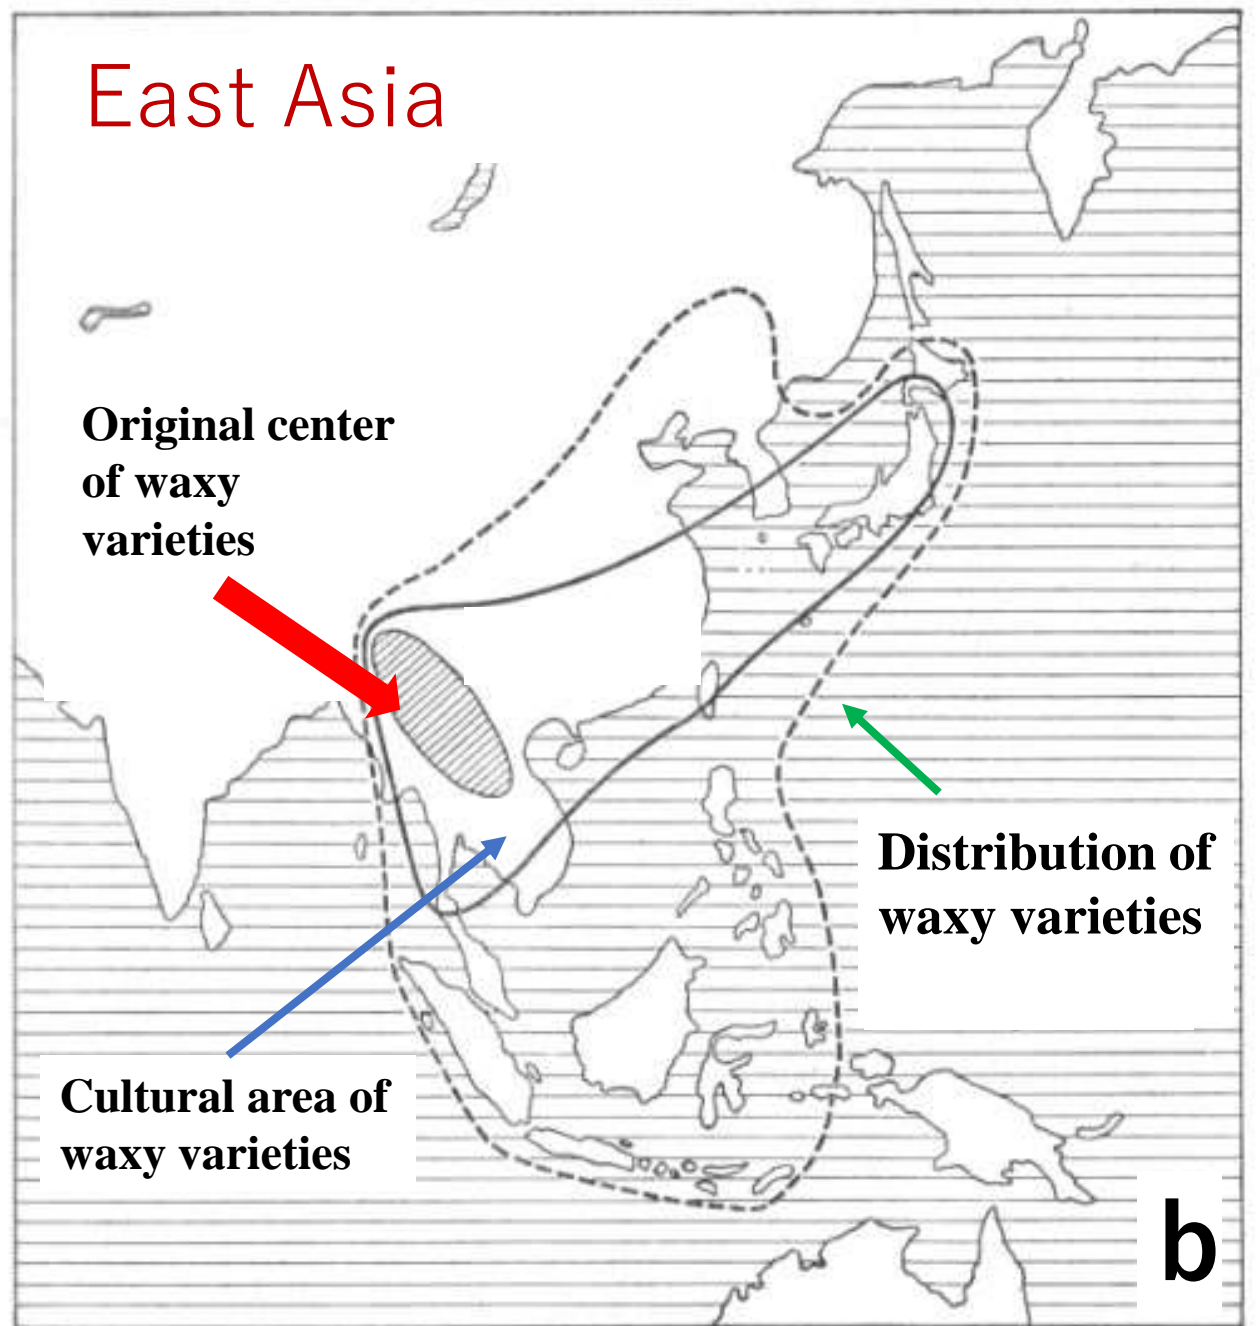 East Asia
Original center
of waxy
varieties
Distribution of
waxy varieties
Cultural area of
waxy varieties
b